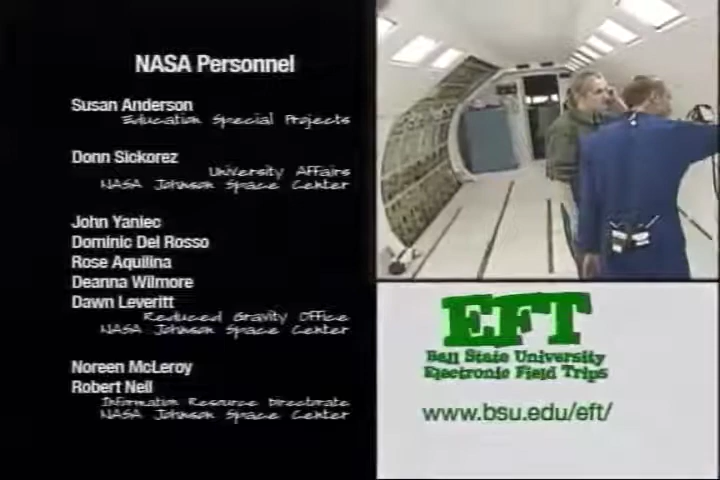 NASA Personnel
Susan Anderson
Education Special Projects
Donn Sickorez
University Affairs
NASA Johnson Space Center
John Yaniec
Dominic Del Rosso
Rose Aquilina
Deanna Wilmore
Dawn Leveritt
Reduced Gravity Office
NASA Johnson Space Center
Noreen McLeroy
Robert Neil
Information Resource Directorate
NASA Johnson Space Center
EFT
Ball State University
Electronic Field Trips
www.bsu.edu/eft/